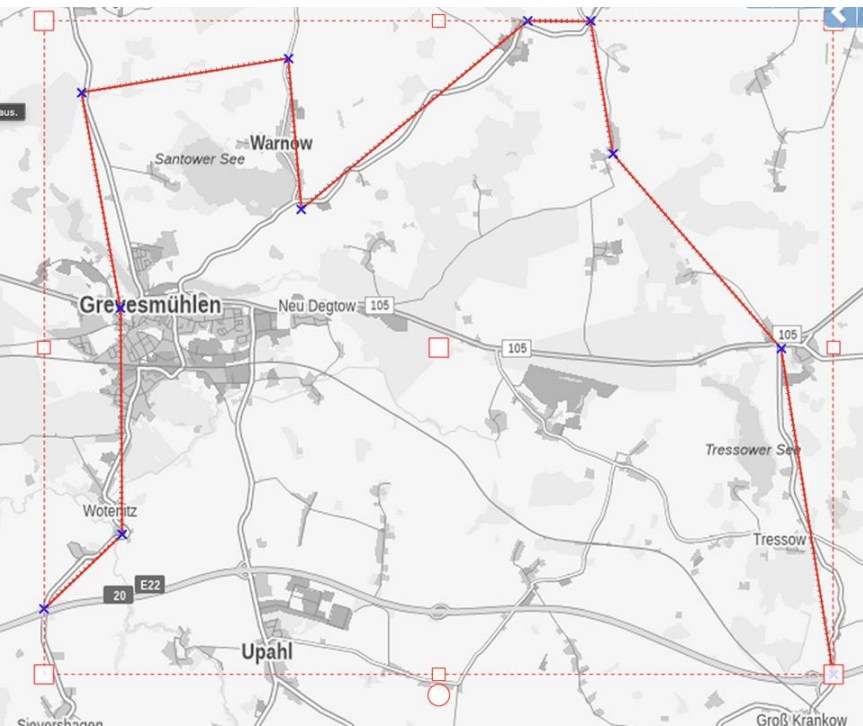 aus.
Warnow
Santower See
Grevesmühlen
Neu Degtow
105
105
105
Tressower See
Wotenitz
Tressow
E22
20
Upahl
Sievershagen
Groß Krankow